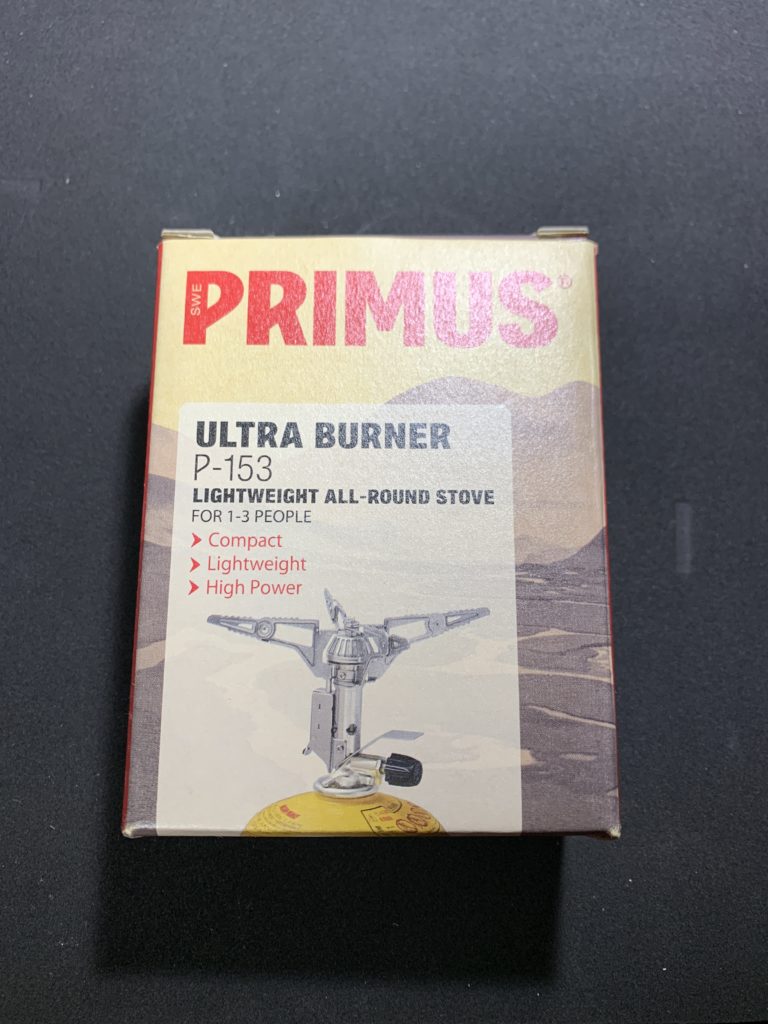 SWE
PRIMUS®
ULTRA BURNER
P-153
LIGHTWEIGHT ALL-ROUND STOVE
FOR 1-3 PEOPLE
Compact
Lightweight
High Power